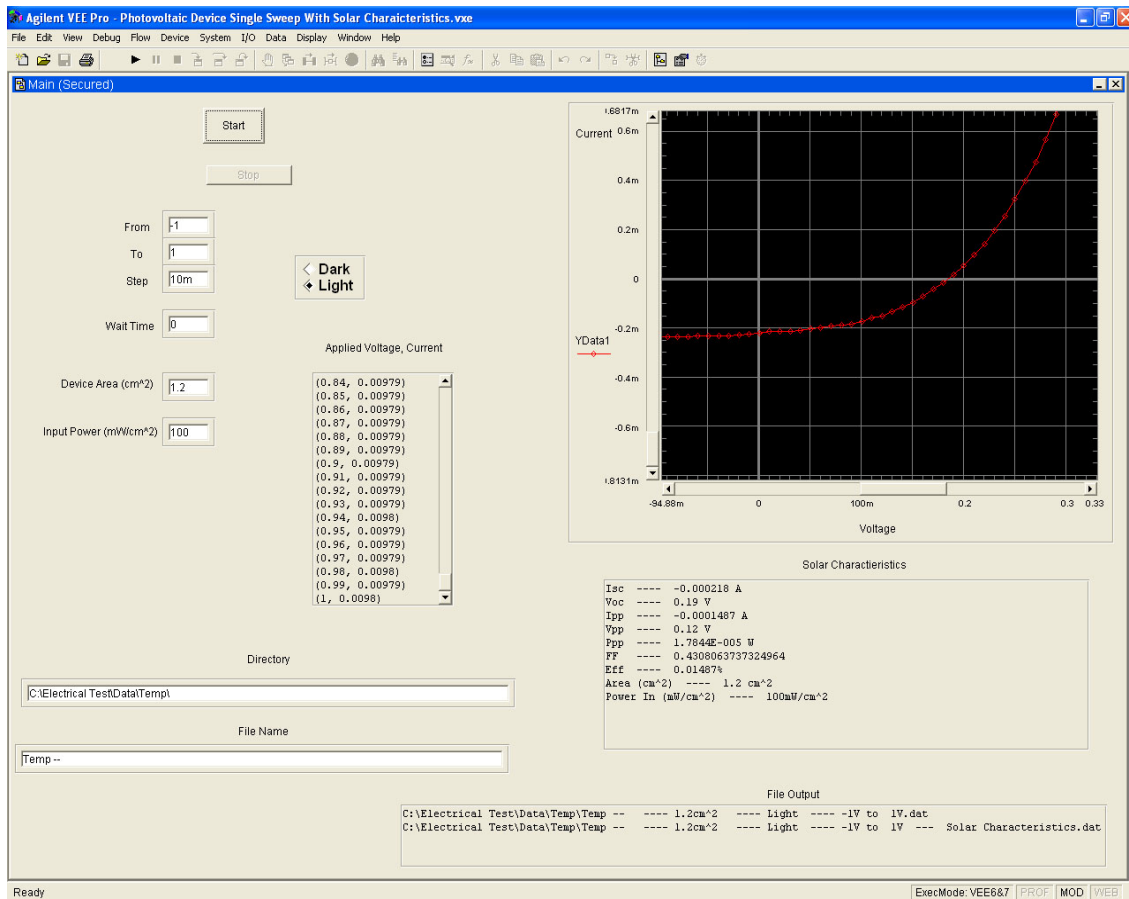 Agilent VEE Pro - Photovoltaic Device Single Sweep With Solar Charaicteristics.vxe
File Edit View Debug Flow Device System I/O Data Display Window Help
Main (Secured)
Start
Stop
From -1
To 1
Step 10m
Dark
Light
Wait Time 0
Device Area (cm^2) 1.2
Input Power (mW/cm^2) 100
Applied Voltage, Current
(0.84, 0.00979)
(0.85, 0.00979)
(0.86, 0.00979)
(0.87, 0.00979)
(0.88, 0.00979)
(0.89, 0.00979)
(0.9, 0.00979)
(0.91, 0.00979)
(0.92, 0.00979)
(0.93, 0.00979)
(0.94, 0.0098)
(0.95, 0.00979)
(0.96, 0.00979)
(0.97, 0.00979)
(0.98, 0.0098)
(0.99, 0.00979)
(1, 0.0098)
.6817m
Current 0.6m
0.4m
0.2m
0
-0.2m
YData1
-0.4m
-0.6m
.8131m
-94.88m 0 100m 0.2 0.3 0.33
Voltage
Solar Charactieristics
Isc ---- -0.000218 A
Voc ---- 0.19 V
Ipp ---- -0.0001487 A
Vpp ---- 0.12 V
Ppp ---- 1.7844E-005 W
FF ---- 0.4308063737324964
Eff ---- 0.01487%
Area (cm^2) ---- 1.2 cm^2
Power In (mW/cm^2) ---- 100mW/cm^2
Directory
C:\Electrical Test\Data\Temp\
File Name
Temp --
File Output
C:\Electrical Test\Data\Temp\Temp -- ---- 1.2cm^2 ---- Light ---- -1V to 1V.dat
C:\Electrical Test\Data\Temp\Temp -- ---- 1.2cm^2 ---- Light ---- -1V to 1V --- Solar Characteristics.dat
Ready
ExecMode: VEE6&7 PROF MOD WEB